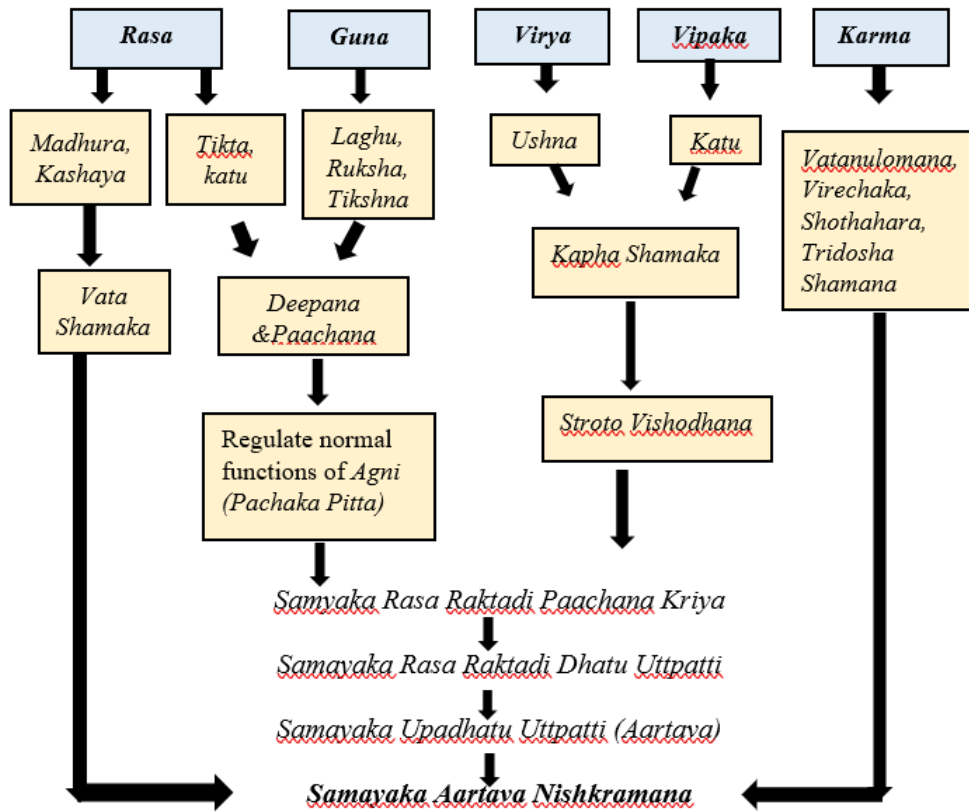 Rasa
Guna
Virya
Vipaka
Karma
Madhura,
Kashaya
Tikta,
katu
Laghu,
Ruksha,
Tikshna
Ushna
Katu
Vatanulomana,
Virechaka,
Shothahara,
Tridosha
Shamana
Kapha Shamaka
Vata
Shamaka
Deepana
&Paachana
Stroto Vishodhana
Regulate normal
functions of Agni
(Pachaka Pitta)
Samyaka Rasa Raktadi Paachana Kriya
Samayaka Rasa Raktadi Dhatu Uttpatti
Samayaka Upadhatu Uttpatti (Aartava)
Samayaka Aartava Nishkramana